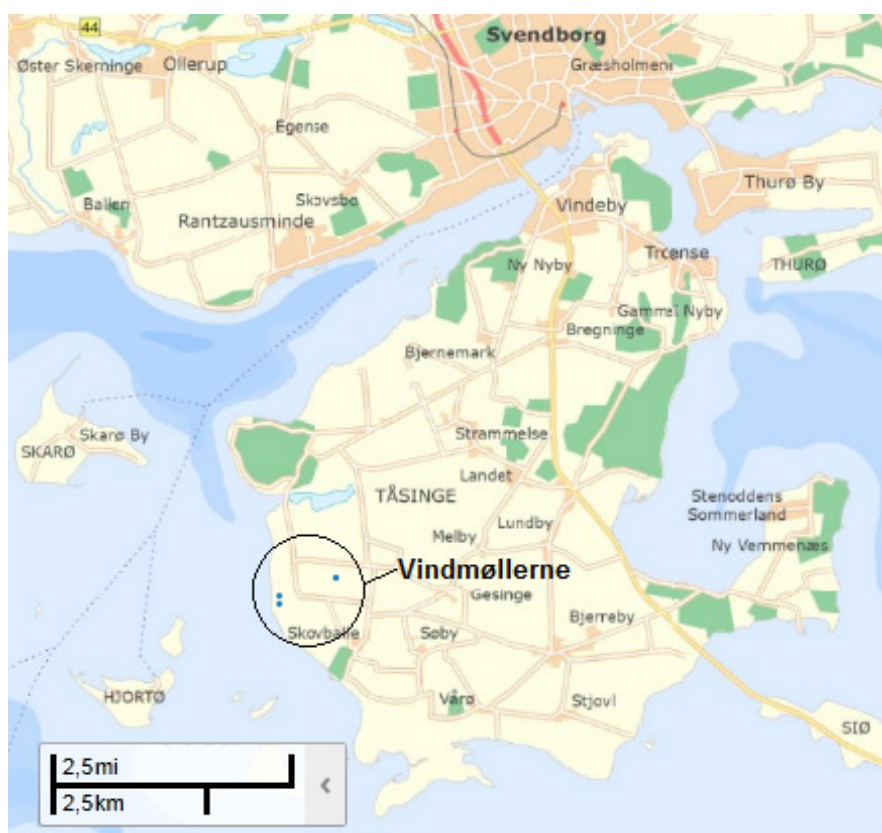 44
Svendborg
Øster Skerninge
Ollerup
Græsholmene
Egense
Ballen
Skovsbo
Rantzausminde
Vindeby
Thurø By
Troense
Ny Nyby
THURØ
Gammel Nyby
Bregninge
Bjernemark
SKARØ
Skarø By
Strammelse
Landet
TÅSINGE
Stenoddens
Sommerland
Lundby
Melby
Ny Vemmenæs
Vindmøllerne
Gesinge
Bjerreby
Skovballe
Søby
HJORTØ
Vårø
Stjovl
SIØ
2,5mi
2,5km